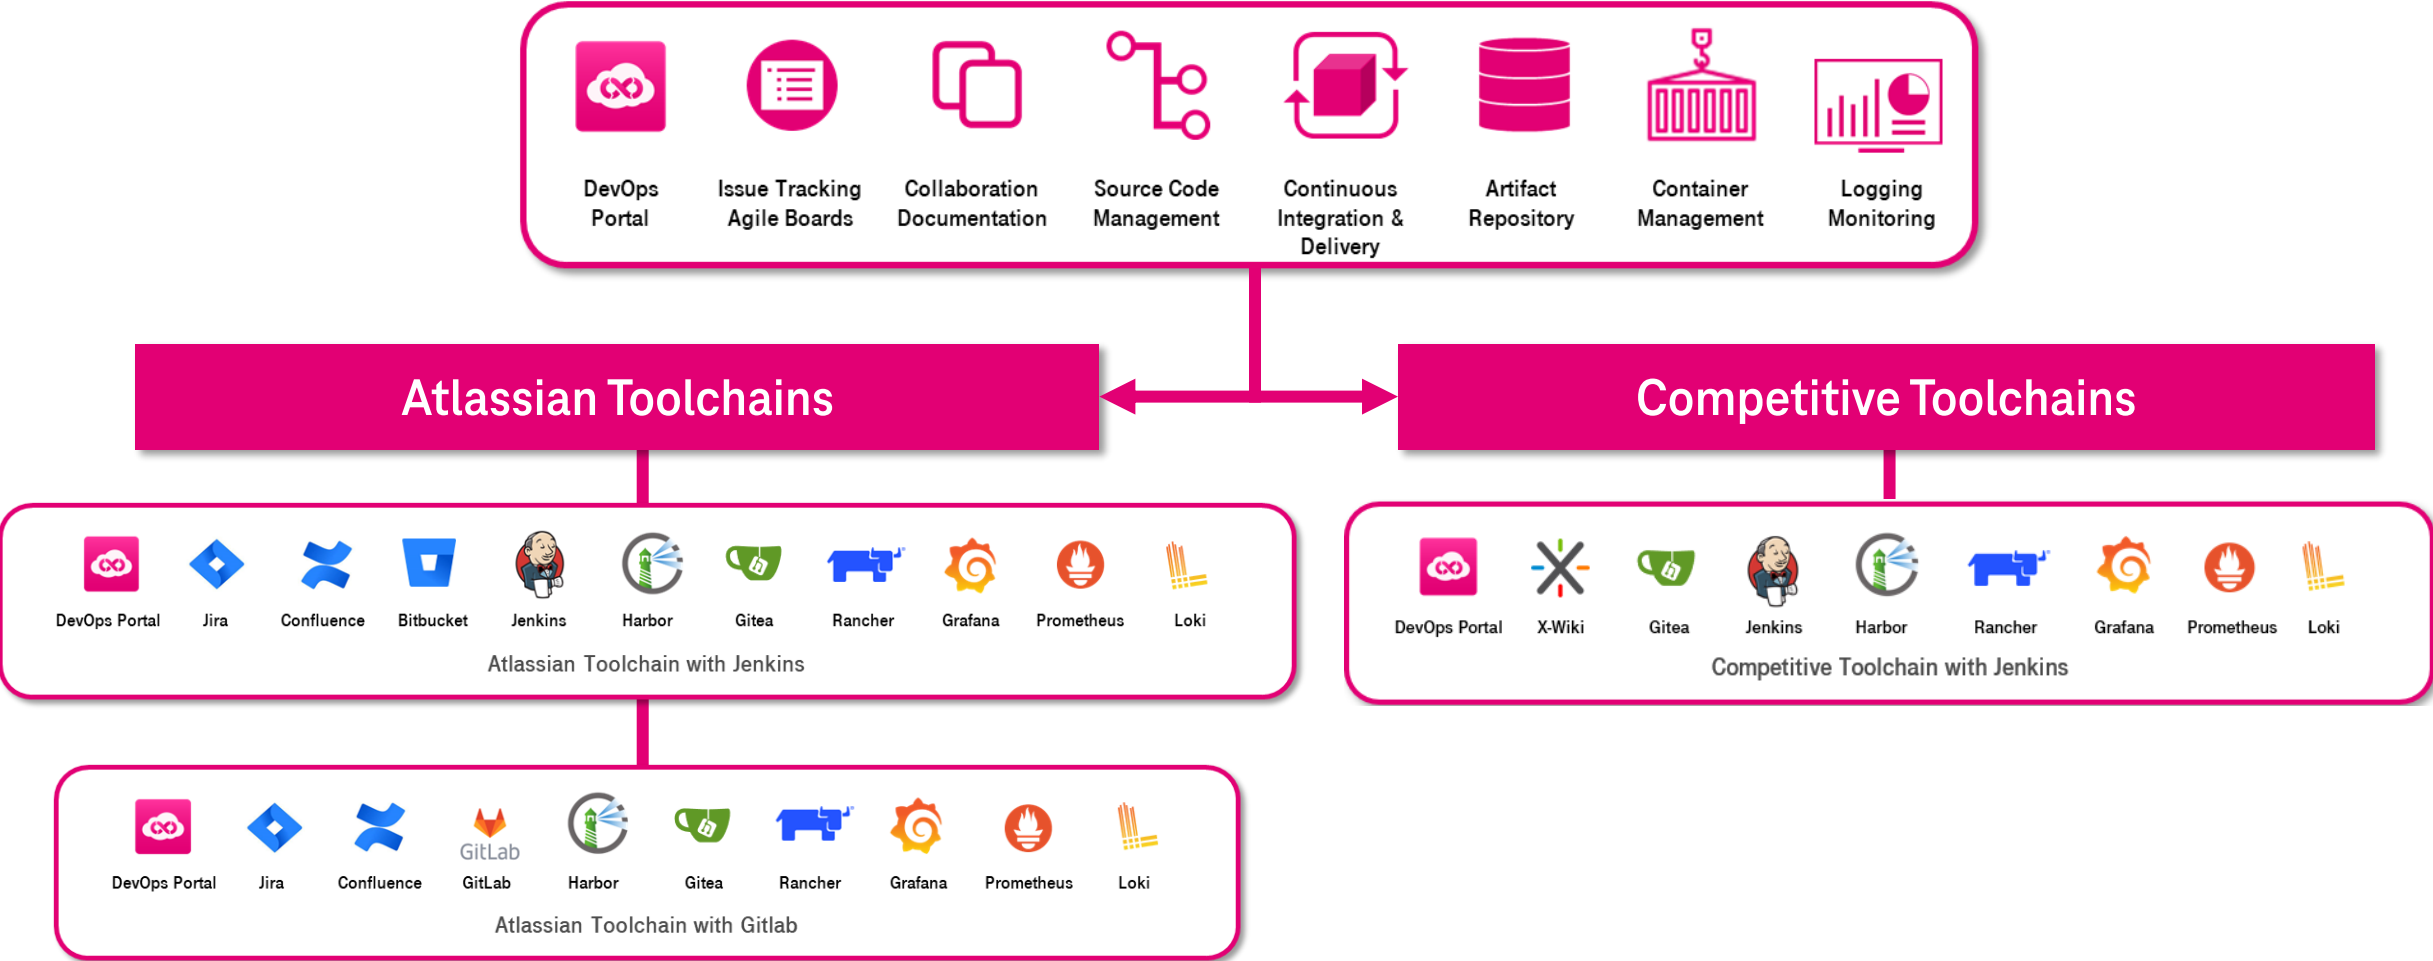 DevOps
Portal
Issue Tracking
Agile Boards
Collaboration
Documentation
Source Code
Management
Continuous
Integration &
Delivery
Artifact
Repository
Container
Management
Logging
Monitoring
Atlassian Toolchains
Competitive Toolchains
DevOps Portal
Jira
Confluence
Bitbucket
Jenkins
Harbor
Gitea
Rancher
Grafana
Prometheus
Loki
Atlassian Toolchain with Jenkins
DevOps Portal
X-Wiki
Gitea
Jenkins
Harbor
Rancher
Grafana
Prometheus
Loki
Competitive Toolchain with Jenkins
GitLab
DevOps Portal
Jira
Confluence
GitLab
Harbor
Gitea
Rancher
Grafana
Prometheus
Loki
Atlassian Toolchain with Gitlab